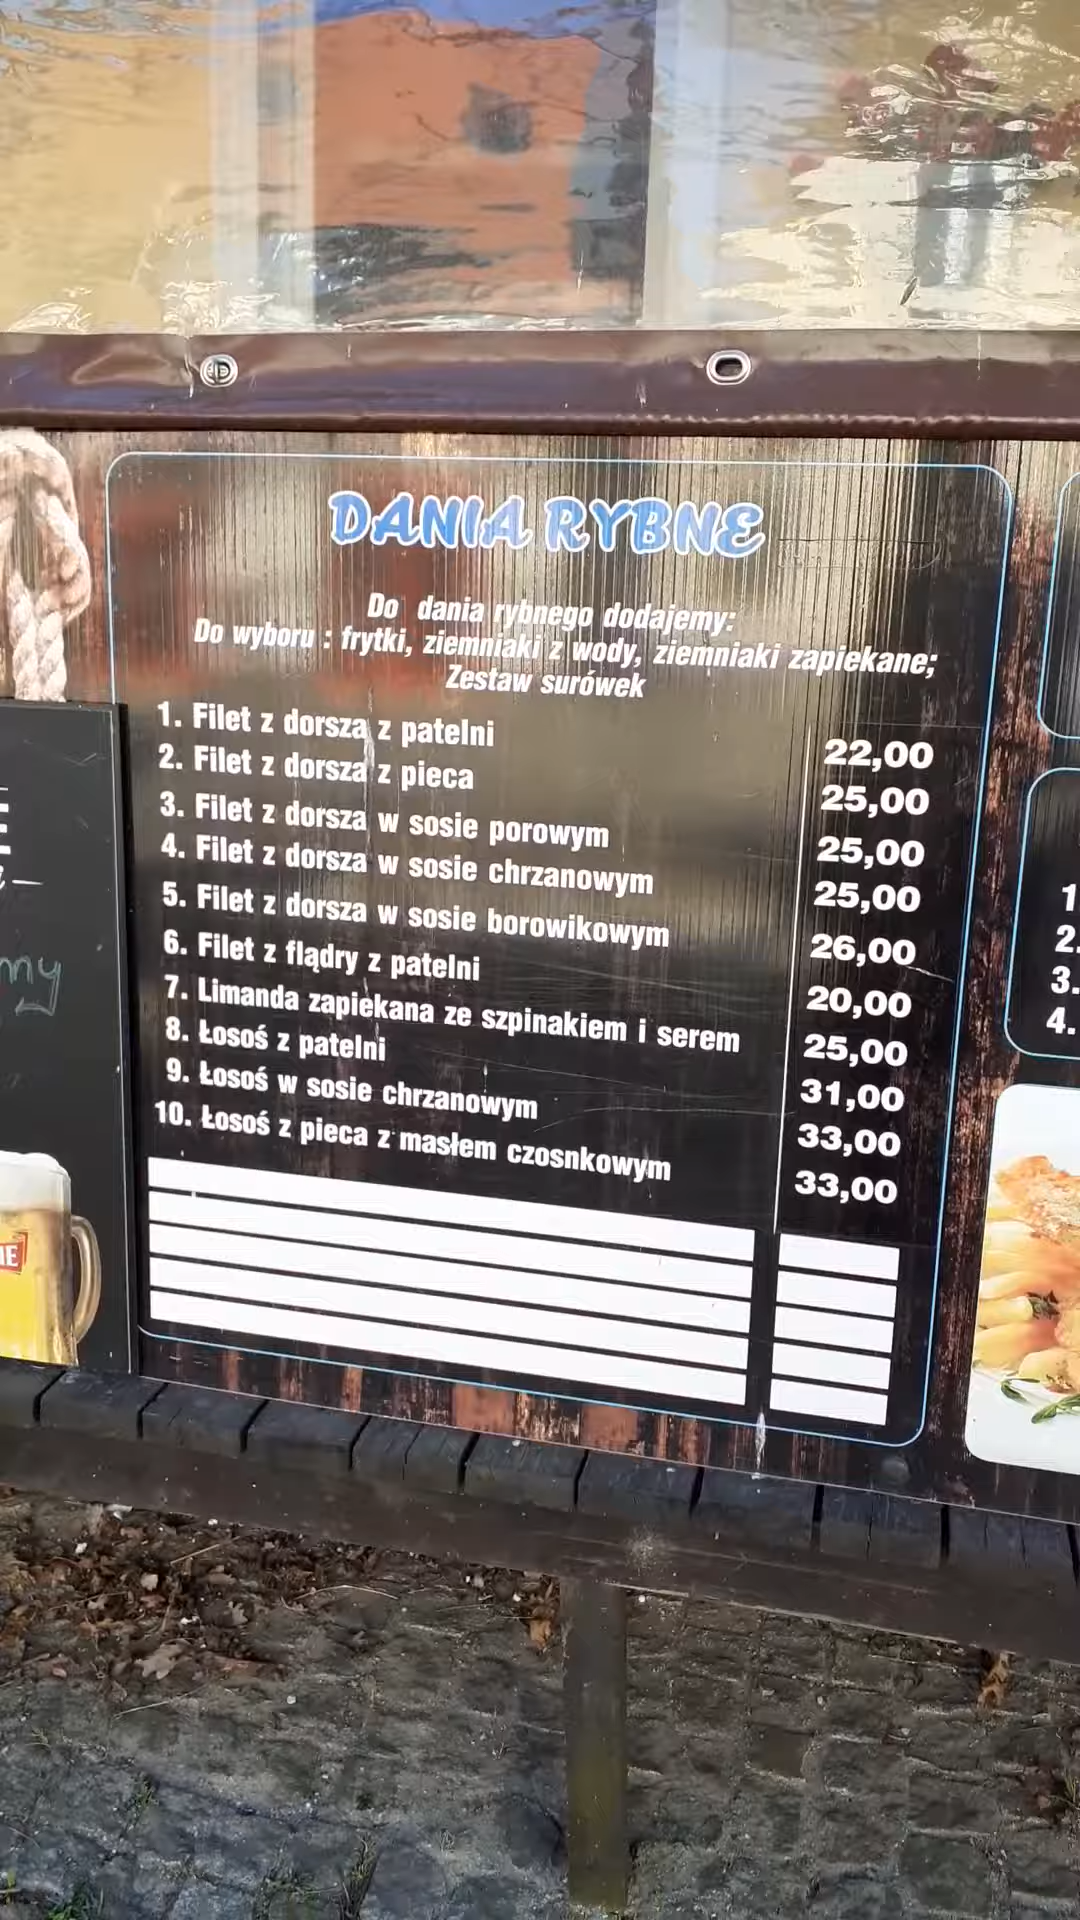 DANIA RYBNE
Do dania rybnego dodajemy:
Do wyboru : frytki, ziemniaki z wody, ziemniaki zapiekane;
Zestaw surówek
1. Filet z dorsza z patelni 22,00
2. Filet z dorsza z pieca 25,00
3. Filet z dorsza w sosie porowym 25,00
4. Filet z dorsza w sosie chrzanowym 25,00
5. Filet z dorsza w sosie borowikowym 26,00
6. Filet z flądry z patelni 20,00
7. Limanda zapiekana ze szpinakiem i serem 25,00
8. Łosoś z patelni 31,00
9. Łosoś w sosie chrzanowym 33,00
10. Łosoś z pieca z masłem czosnkowym 33,00
1
2.
3.
4.